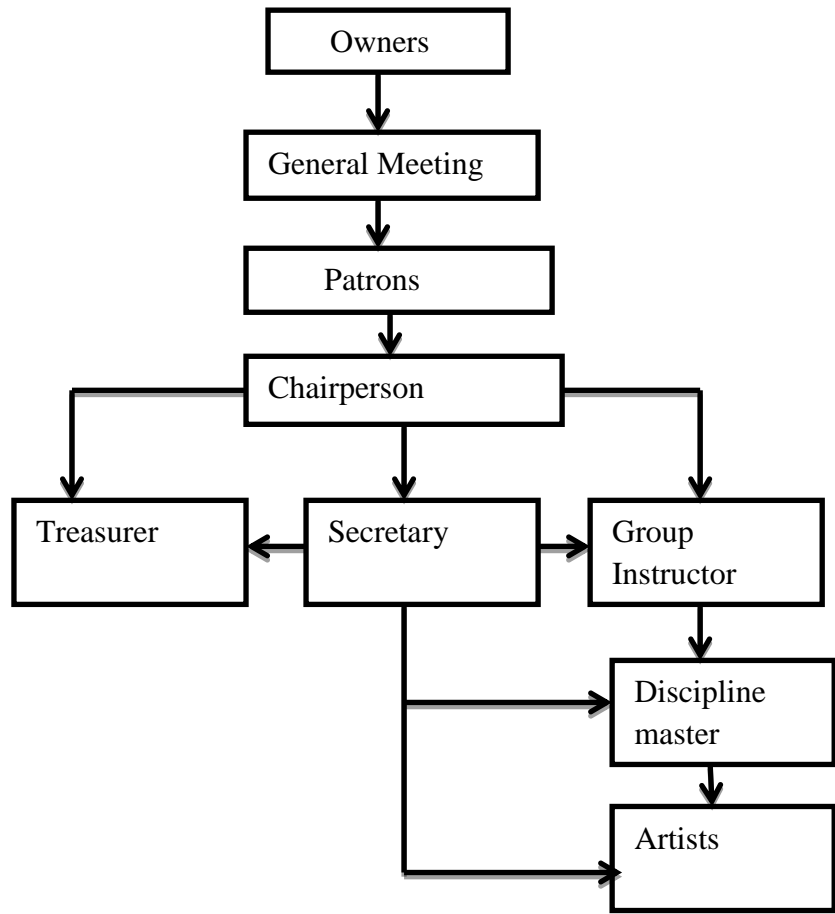 Owners
General Meeting
Patrons
Chairperson
Treasurer
Secretary
Group
Instructor
Discipline
master
Artists